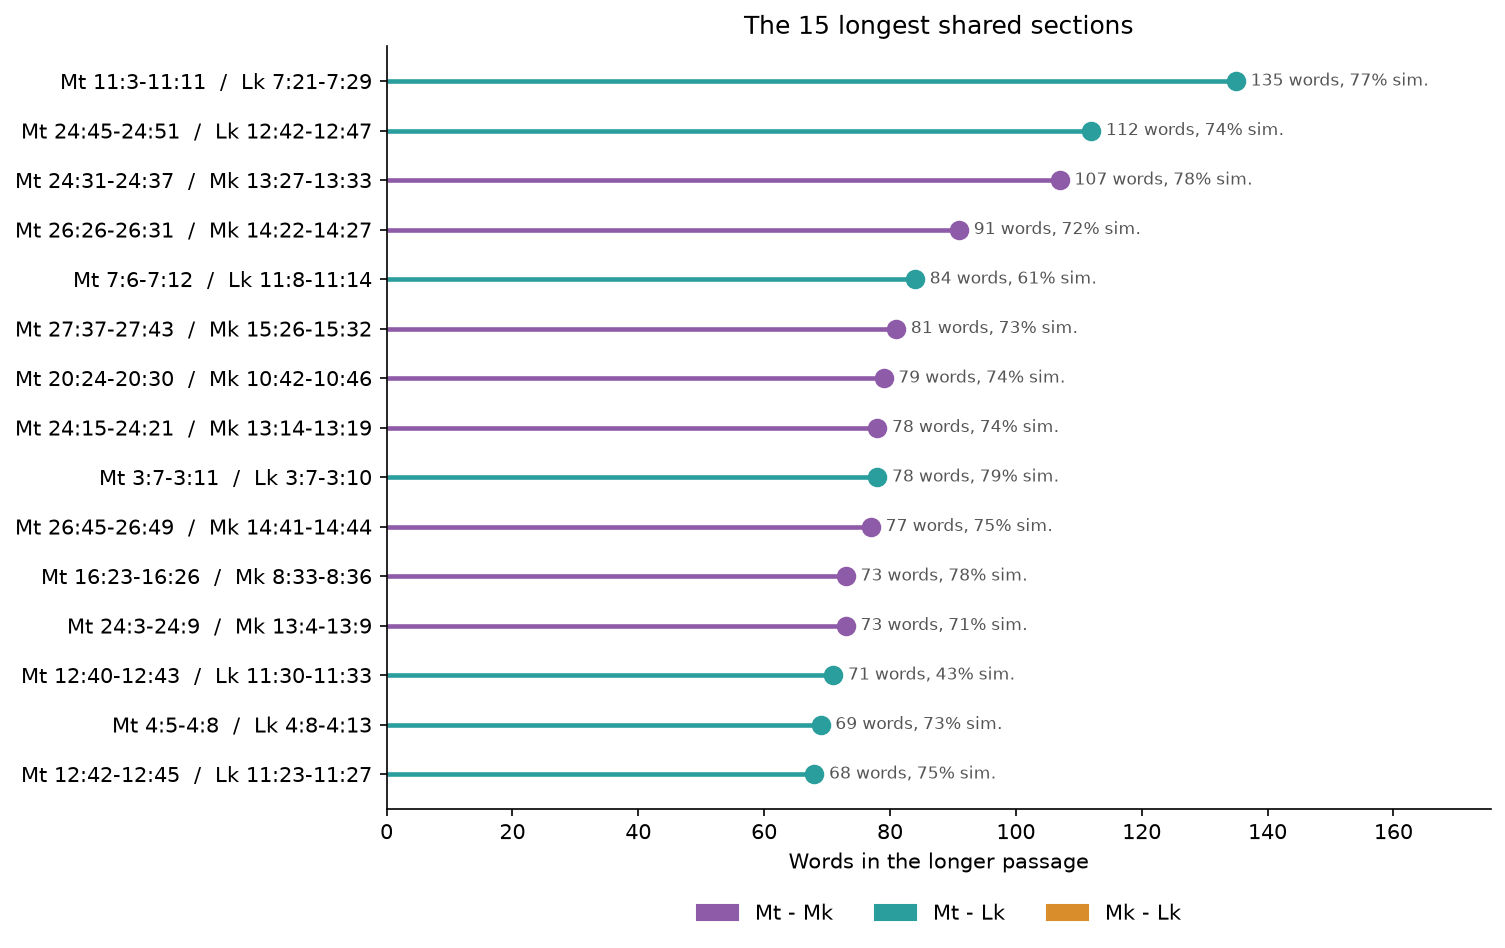 The 15 longest shared sections
Mt 11:3-11:11 / Lk 7:21-7:29 135 words, 77% sim.
Mt 24:45-24:51 / Lk 12:42-12:47 112 words, 74% sim.
Mt 24:31-24:37 / Mk 13:27-13:33 107 words, 78% sim.
Mt 26:26-26:31 / Mk 14:22-14:27 91 words, 72% sim.
Mt 7:6-7:12 / Lk 11:8-11:14 84 words, 61% sim.
Mt 27:37-27:43 / Mk 15:26-15:32 81 words, 73% sim.
Mt 20:24-20:30 / Mk 10:42-10:46 79 words, 74% sim.
Mt 24:15-24:21 / Mk 13:14-13:19 78 words, 74% sim.
Mt 3:7-3:11 / Lk 3:7-3:10 78 words, 79% sim.
Mt 26:45-26:49 / Mk 14:41-14:44 77 words, 75% sim.
Mt 16:23-16:26 / Mk 8:33-8:36 73 words, 78% sim.
Mt 24:3-24:9 / Mk 13:4-13:9 73 words, 71% sim.
Mt 12:40-12:43 / Lk 11:30-11:33 71 words, 43% sim.
Mt 4:5-4:8 / Lk 4:8-4:13 69 words, 73% sim.
Mt 12:42-12:45 / Lk 11:23-11:27 68 words, 75% sim.
0 20 40 60 80 100 120 140 160
Words in the longer passage
Mt - Mk Mt - Lk Mk - Lk